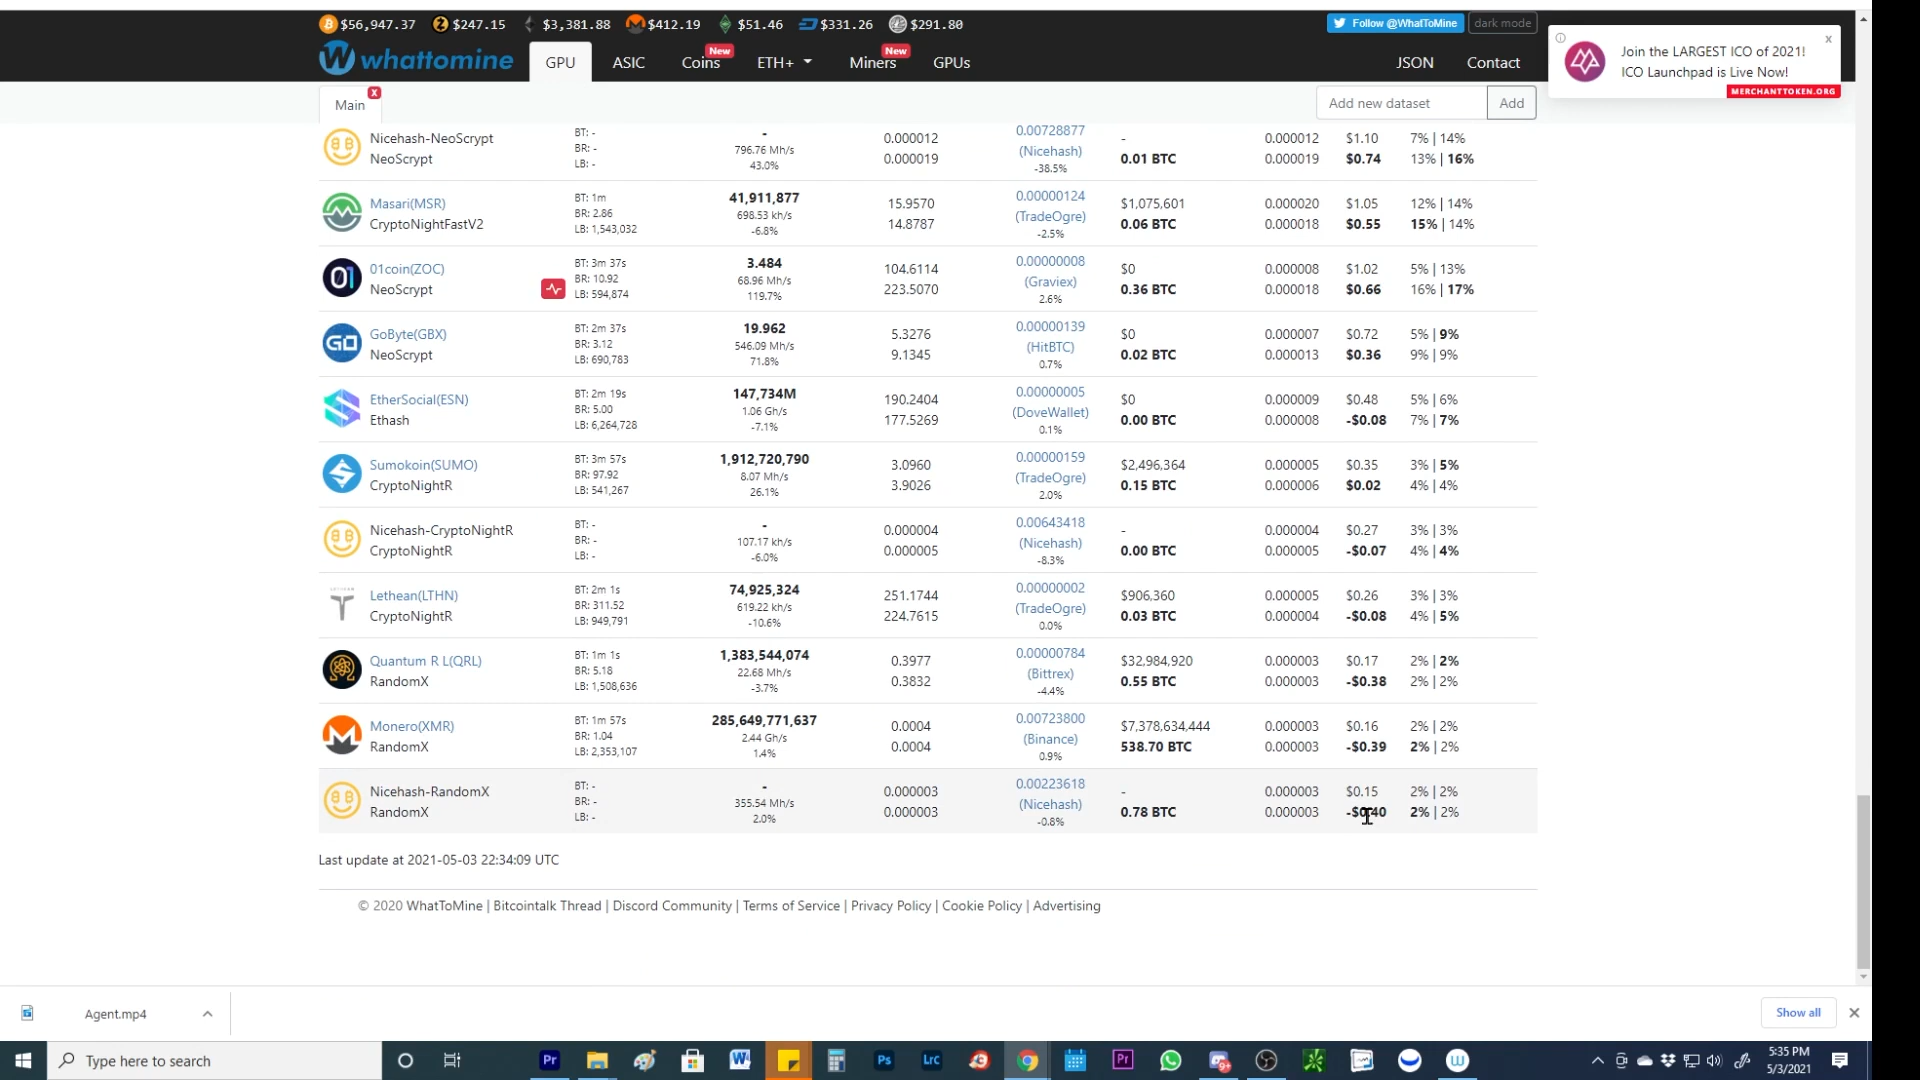 $56,947.37 $247.15 $3,381.88 $412.19 $51.46 $331.26 $291.80
Follow @WhatToMine dark mode
whattomine GPU ASIC Coins New ETH+ Miners New GPUs JSON Contact
Join the LARGEST ICO of 2021!
ICO Launchpad is Live Now!
MERCHANTTOKEN.ORG
x
Main x
Add new dataset Add
Nicehash-NeoScrypt BT: - - 0.000012 0.00728877 - 0.000012 $1.10 7% | 14%
NeoScrypt BR: - 796.76 Mh/s 0.000019 (Nicehash) 0.01 BTC 0.000019 $0.74 13% | 16%
LB: - 43.0% -38.5%
Masari(MSR) BT: 1m 41,911,877 15.9570 0.00000124 $1,075,601 0.000020 $1.05 12% | 14%
CryptoNightFastV2 BR: 2.86 698.53 kh/s 14.8787 (TradeOgre) 0.06 BTC 0.000018 $0.55 15% | 14%
LB: 1,543,032 -6.8% -2.5%
01coin(ZOC) BT: 3m 37s 3.484 104.6114 0.00000008 $0 0.000008 $1.02 5% | 13%
NeoScrypt BR: 10.92 68.96 Mh/s 223.5070 (Graviex) 0.36 BTC 0.000018 $0.66 16% | 17%
LB: 594,874 119.7% 2.6%
GoByte(GBX) BT: 2m 37s 19.962 5.3276 0.00000139 $0 0.000007 $0.72 5% | 9%
NeoScrypt BR: 3.12 546.09 Mh/s 9.1345 (HitBTC) 0.02 BTC 0.000013 $0.36 9% | 9%
LB: 690,783 71.8% 0.7%
EtherSocial(ESN) BT: 2m 19s 147,734M 190.2404 0.00000005 $0 0.000009 $0.48 5% | 6%
Ethash BR: 5.00 1.06 Gh/s 177.5269 (DoveWallet) 0.00 BTC 0.000008 -$0.08 7% | 7%
LB: 6,264,728 -7.1% 0.1%
Sumokoin(SUMO) BT: 3m 57s 1,912,720,790 3.0960 0.00000159 $2,496,364 0.000005 $0.35 3% | 5%
CryptoNightR BR: 97.92 8.07 Mh/s 3.9026 (TradeOgre) 0.15 BTC 0.000006 $0.02 4% | 4%
LB: 541,267 26.1% 2.0%
Nicehash-CryptoNightR BT: - - 0.000004 0.00643418 - 0.000004 $0.27 3% | 3%
CryptoNightR BR: - 107.17 kh/s 0.000005 (Nicehash) 0.00 BTC 0.000005 -$0.07 4% | 4%
LB: - -6.0% -8.3%
Lethean(LTHN) BT: 2m 1s 74,925,324 251.1744 0.00000002 $906,360 0.000005 $0.26 3% | 3%
CryptoNightR BR: 311.52 619.22 kh/s 224.7615 (TradeOgre) 0.03 BTC 0.000004 -$0.08 4% | 5%
LB: 949,791 -10.6% 0.0%
Quantum R L(QRL) BT: 1m 1s 1,383,544,074 0.3977 0.00000784 $32,984,920 0.000003 $0.17 2% | 2%
RandomX BR: 5.18 22.68 Mh/s 0.3832 (Bittrex) 0.55 BTC 0.000003 -$0.38 2% | 2%
LB: 1,508,636 -3.7% -4.4%
Monero(XMR) BT: 1m 57s 285,649,771,637 0.0004 0.00723800 $7,378,634,444 0.000003 $0.16 2% | 2%
RandomX BR: 1.04 2.44 Gh/s 0.0004 (Binance) 538.70 BTC 0.000003 -$0.39 2% | 2%
LB: 2,353,107 1.4% 0.9%
Nicehash-RandomX BT: - - 0.000003 0.00223618 - 0.000003 $0.15 2% | 2%
RandomX BR: - 355.54 Mh/s 0.000003 (Nicehash) 0.78 BTC 0.000003 -$0.40 2% | 2%
LB: - 2.0% -0.8%
Last update at 2021-05-03 22:34:09 UTC
© 2020 WhatToMine | Bitcointalk Thread | Discord Community | Terms of Service | Privacy Policy | Cookie Policy | Advertising
Agent.mp4 Show all
Type here to search
5:35 PM
5/3/2021